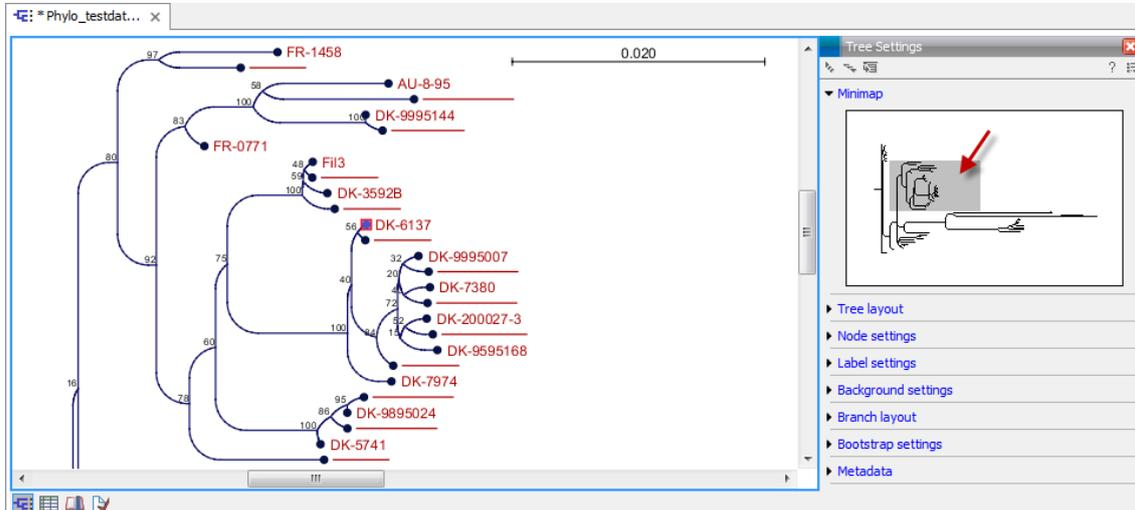 * Phylo_testdat...
Tree Settings
?
Minimap
Tree layout
Node settings
Label settings
Background settings
Branch layout
Bootstrap settings
Metadata
0.020
97
FR-1458
80
58
AU-8-95
100
100
DK-9995144
83
FR-0771
48
Fil3
59
100
DK-3592B
92
56
DK-6137
75
32
DK-9995007
20
40
DK-7380
72
52
DK-200027-3
100
15
60
DK-9595168
DK-7974
16
78
95
86
DK-9895024
100
DK-5741